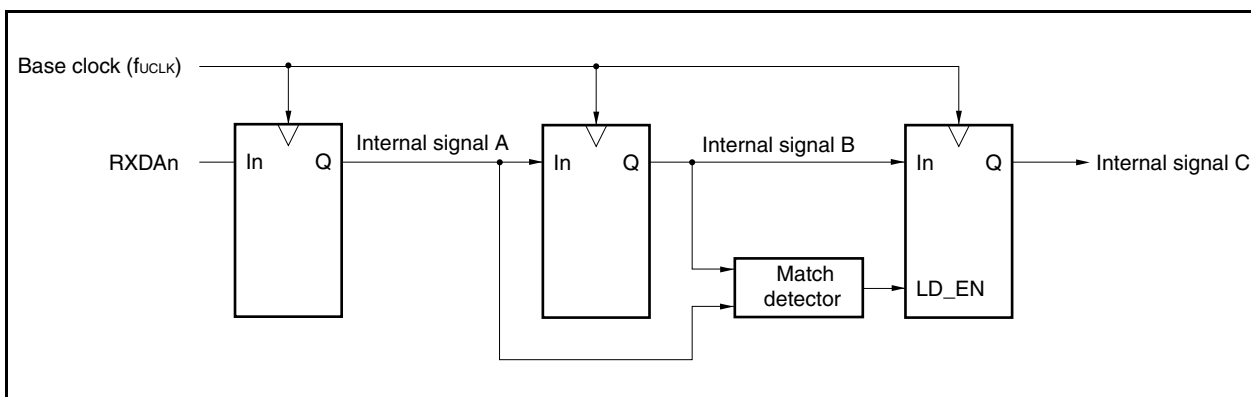 Base clock (fUCLK)
RXDAn
In
Q
Internal signal A
In
Q
Internal signal B
In
Q
Internal signal C
Match
detector
LD_EN